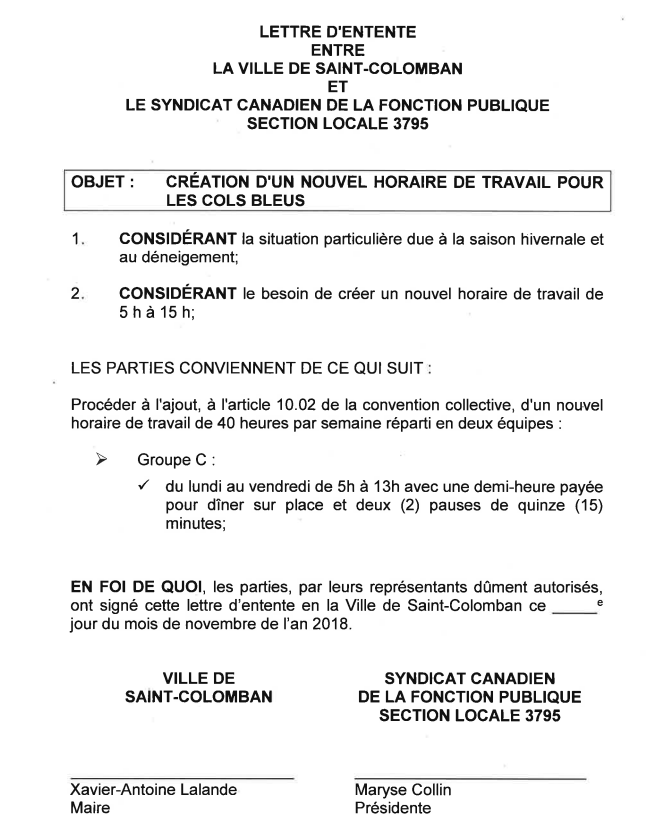 LETTRE D'ENTENTE
ENTRE
LA VILLE DE SAINT-COLOMBAN
ET
LE SYNDICAT CANADIEN DE LA FONCTION PUBLIQUE
SECTION LOCALE 3795
OBJET : CRÉATION D'UN NOUVEL HORAIRE DE TRAVAIL POUR
LES COLS BLEUS
1. CONSIDÉRANT la situation particulière due à la saison hivernale et
au déneigement;
2. CONSIDÉRANT le besoin de créer un nouvel horaire de travail de
5 h à 15 h;
LES PARTIES CONVIENNENT DE CE QUI SUIT :
Procéder à l'ajout, à l'article 10.02 de la convention collective, d'un nouvel
horaire de travail de 40 heures par semaine réparti en deux équipes :
➢ Groupe C :
✓ du lundi au vendredi de 5h à 13h avec une demi-heure payée
pour dîner sur place et deux (2) pauses de quinze (15)
minutes;
EN FOI DE QUOI, les parties, par leurs représentants dûment autorisés,
ont signé cette lettre d'entente en la Ville de Saint-Colomban ce _____e
jour du mois de novembre de l'an 2018.
VILLE DE
SAINT-COLOMBAN
SYNDICAT CANADIEN
DE LA FONCTION PUBLIQUE
SECTION LOCALE 3795
Xavier-Antoine Lalande
Maire
Maryse Collin
Présidente